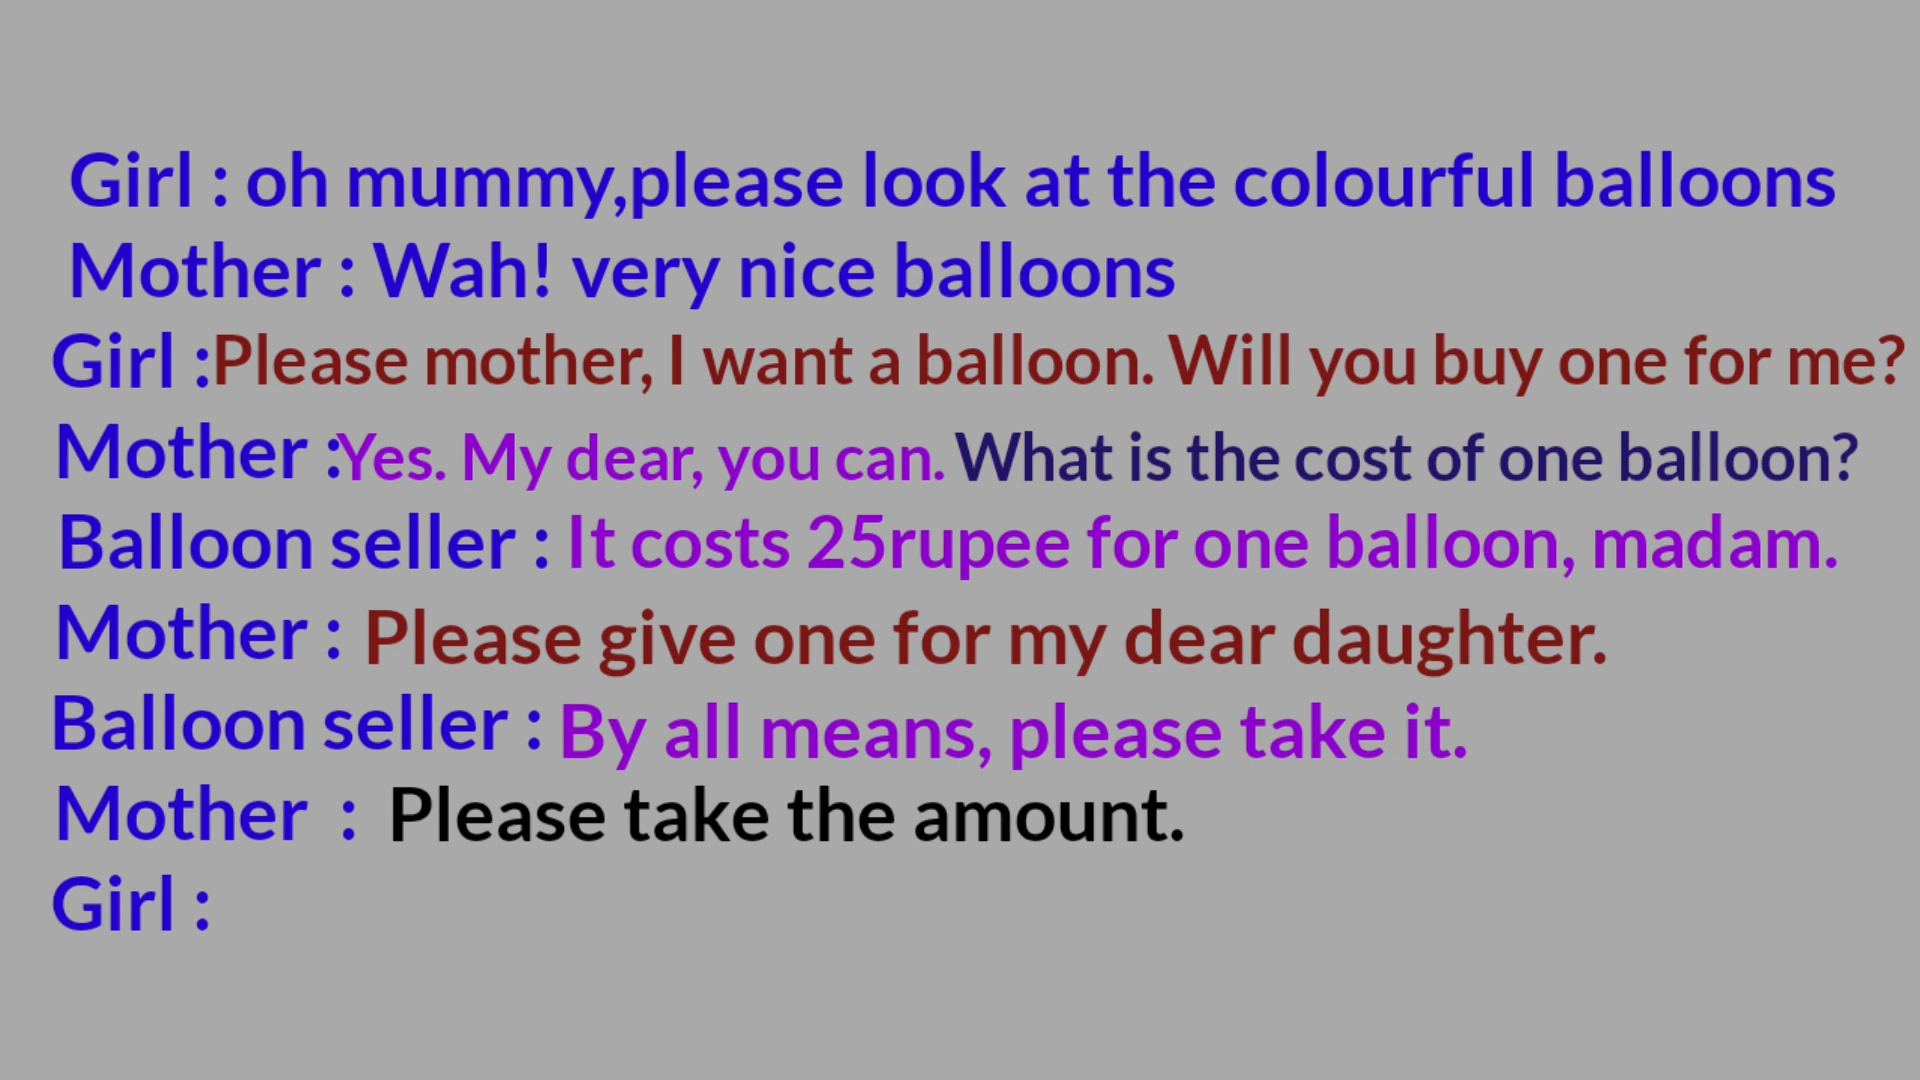 Girl : oh mummy,please look at the colourful balloons
Mother : Wah! very nice balloons
Girl :Please mother, I want a balloon. Will you buy one for me?
Mother :Yes. My dear, you can. What is the cost of one balloon?
Balloon seller : It costs 25rupee for one balloon, madam.
Mother : Please give one for my dear daughter.
Balloon seller : By all means, please take it.
Mother : Please take the amount.
Girl :